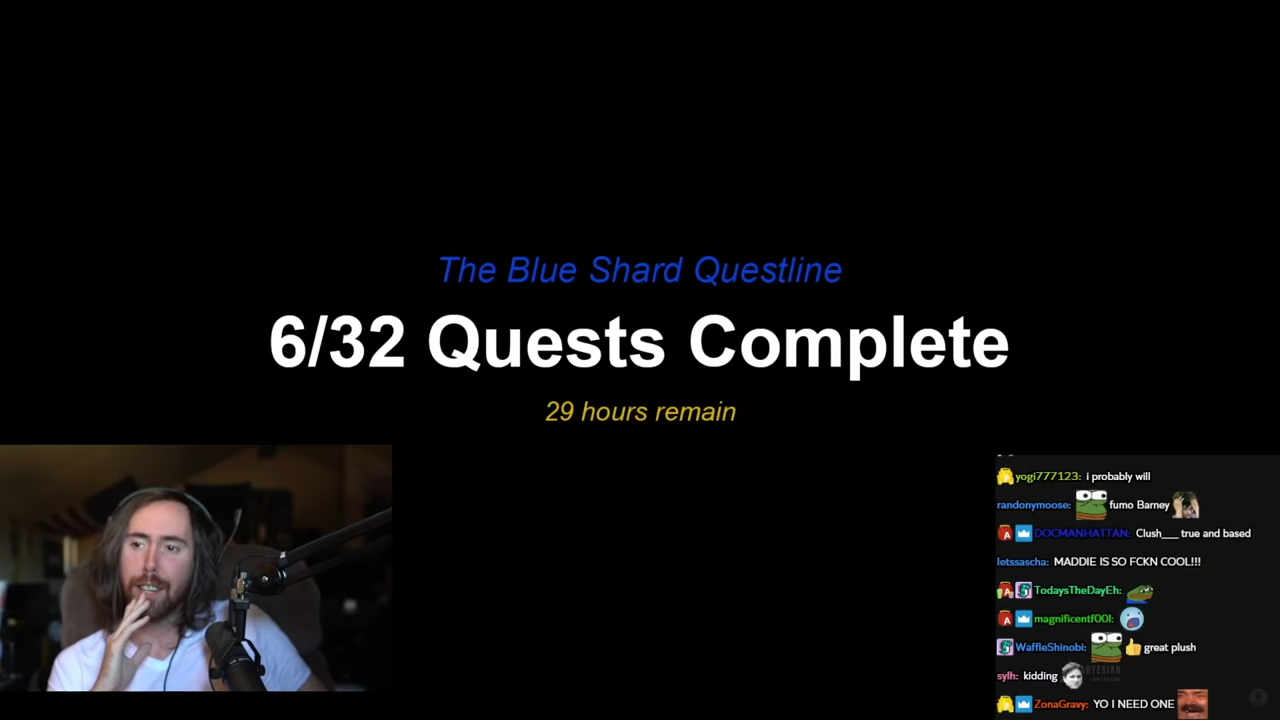 The Blue Shard Questline
6/32 Quests Complete
29 hours remain
yogi777123: i probably will
randonymoose: fumo Barney
DOCMANHATTAN: Clush___ true and based
letssascha: MADDIE IS SO FCKN COOL!!!
TodaysTheDayEh:
magnificentf00l:
WaffleShinobi: great plush
sylh: kidding
ZonaGravy: YO I NEED ONE